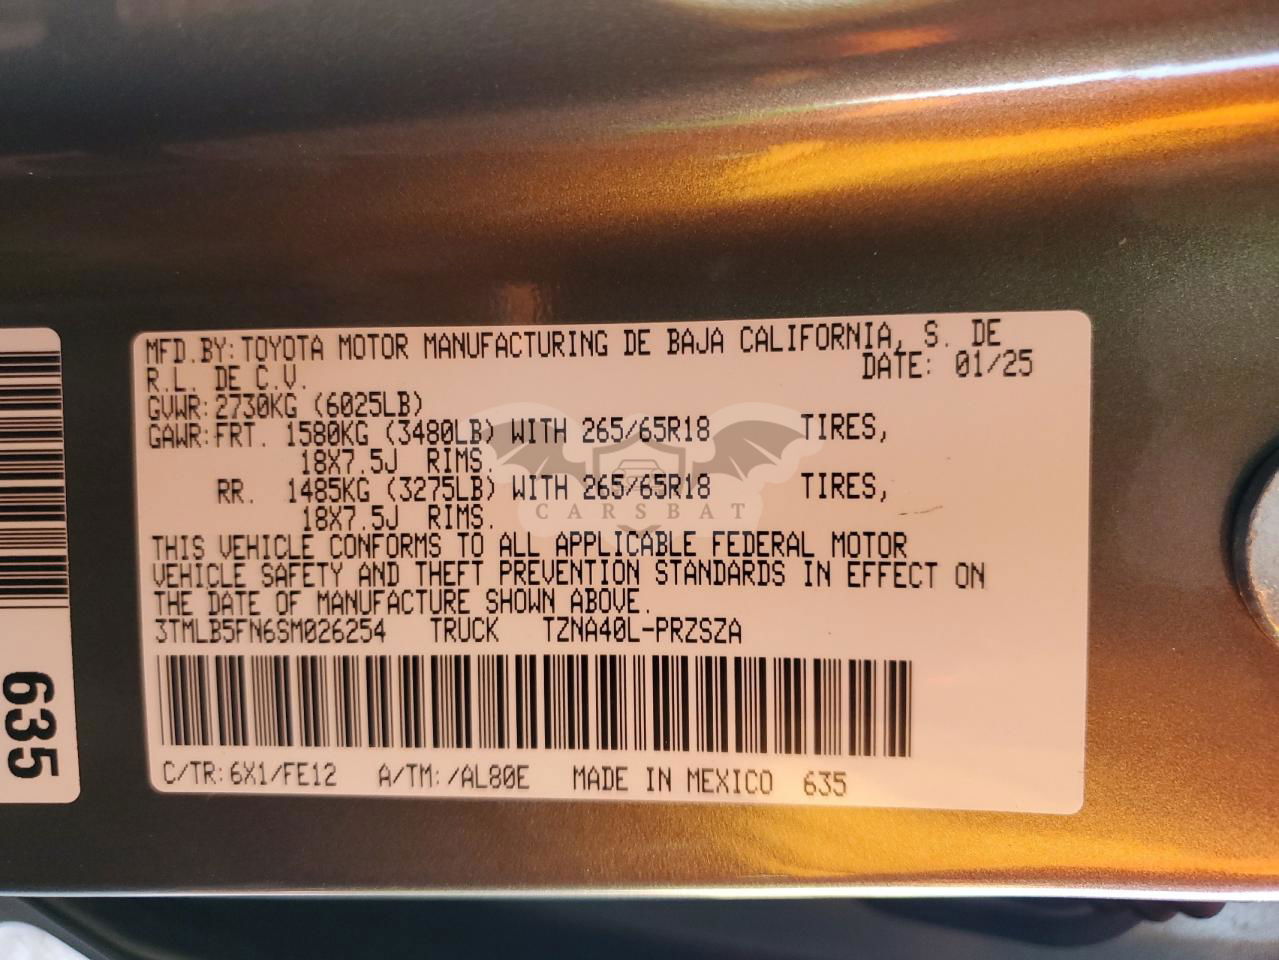 MFD.BY:TOYOTA MOTOR MANUFACTURING DE BAJA CALIFORNIA, S. DE
R.L. DE C.V. DATE: 01/25
GVWR:2730KG (6025LB)
GAWR:FRT. 1580KG (3480LB) WITH 265/65R18 TIRES,
18X7.5J RIMS.
RR. 1485KG (3275LB) WITH 265/65R18 TIRES,
18X7.5J RIMS.
CARSBAT
THIS VEHICLE CONFORMS TO ALL APPLICABLE FEDERAL MOTOR
VEHICLE SAFETY AND THEFT PREVENTION STANDARDS IN EFFECT ON
THE DATE OF MANUFACTURE SHOWN ABOVE.
3TMLB5FN6SM026254 TRUCK TZNA40L-PRZSZA
C/TR:6X1/FE12 A/TM:/AL80E MADE IN MEXICO 635
635